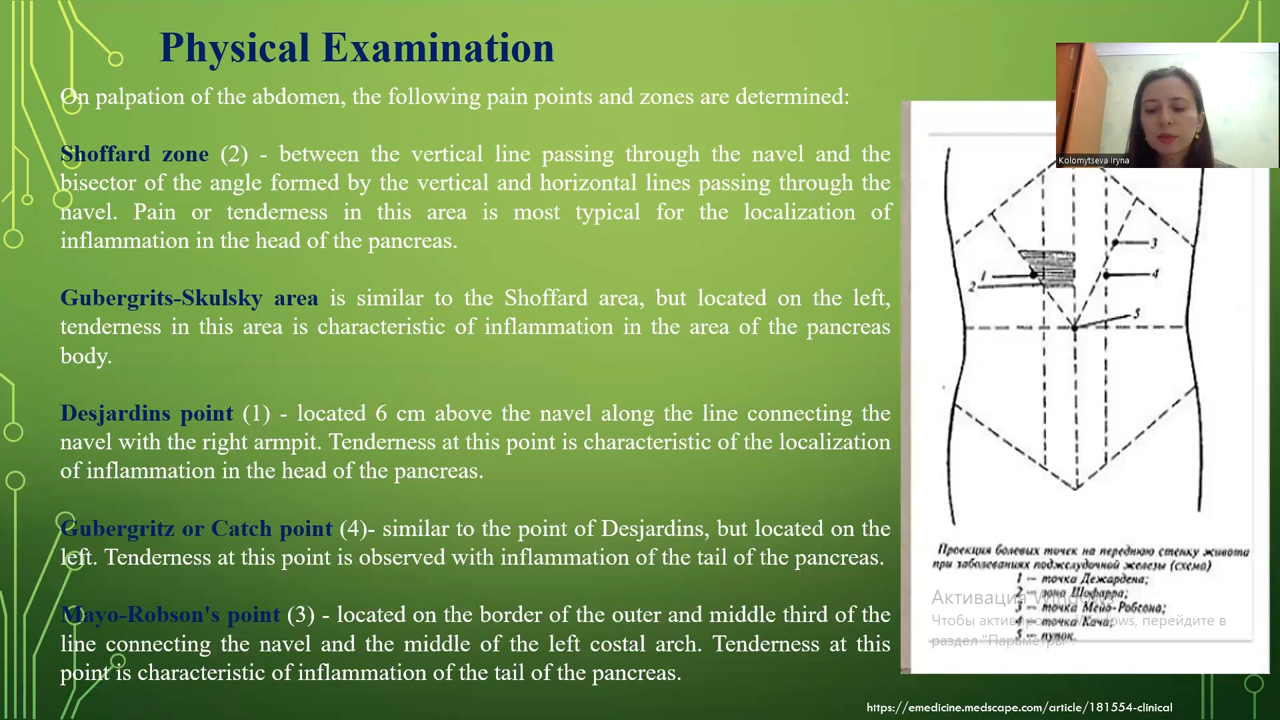 Physical Examination
On palpation of the abdomen, the following pain points and zones are determined:
Shoffard zone (2) - between the vertical line passing through the navel and the
bisector of the angle formed by the vertical and horizontal lines passing through the
navel. Pain or tenderness in this area is most typical for the localization of
inflammation in the head of the pancreas.
Gubergrits-Skulsky area is similar to the Shoffard area, but located on the left,
tenderness in this area is characteristic of inflammation in the area of the pancreas
body.
Desjardins point (1) - located 6 cm above the navel along the line connecting the
navel with the right armpit. Tenderness at this point is characteristic of the localization
of inflammation in the head of the pancreas.
Gubergritz or Catch point (4)- similar to the point of Desjardins, but located on the
left. Tenderness at this point is observed with inflammation of the tail of the pancreas.
Mayo-Robson's point (3) - located on the border of the outer and middle third of the
line connecting the navel and the middle of the left costal arch. Tenderness at this
point is characteristic of inflammation of the tail of the pancreas.
Kolomytseva Iryna
3
1
4
2
5
Проекция болевых точек на переднюю стенку живота
при заболеваниях поджелудочной железы (схема)
1 — точка Дежардена;
2 — зона Шоффара;
3 — точка Мейо-Робсона;
4 — точка Кача;
5 — пупок.
Активация Windows
Чтобы активировать Windows, перейдите в
раздел "Параметры".
https://emedicine.medscape.com/article/181554-clinical